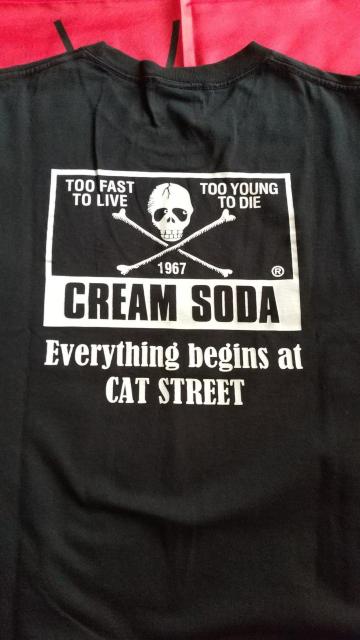 TOO FAST TOO YOUNG
TO LIVE TO DIE
1967
®
CREAM SODA
Everything begins at
CAT STREET